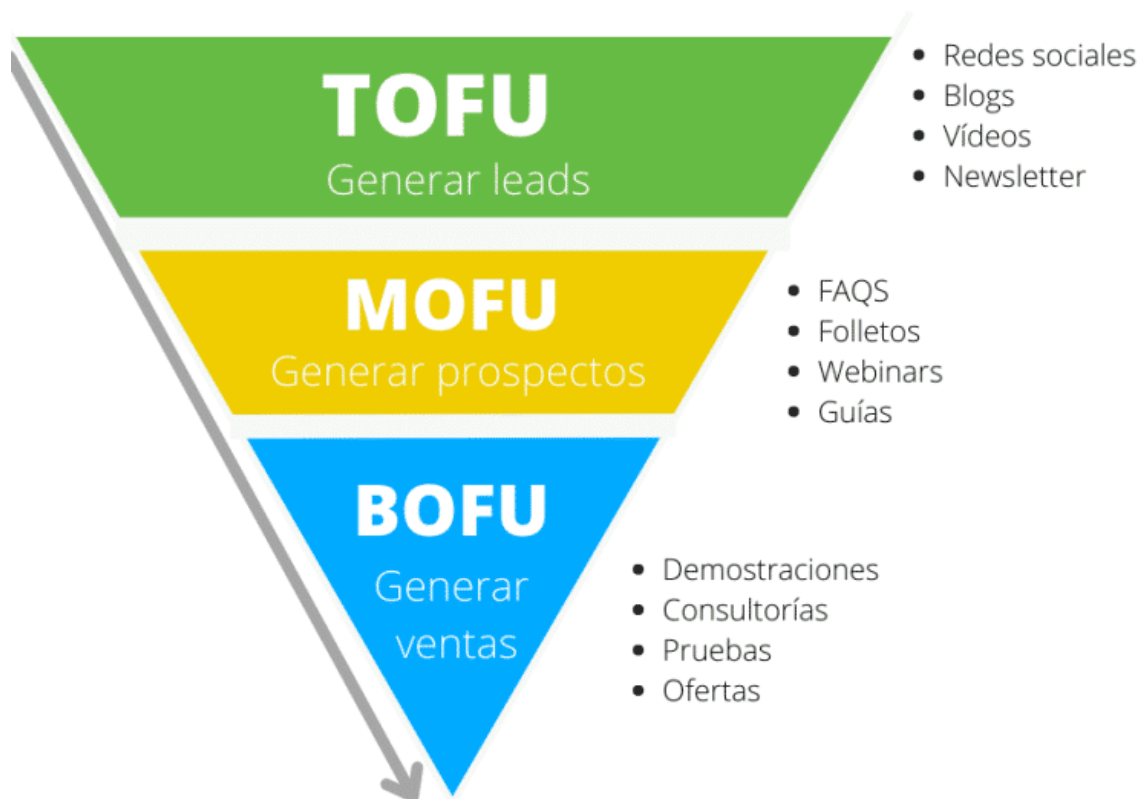 TOFU
Generar leads
• Redes sociales
• Blogs
• Vídeos
• Newsletter
MOFU
Generar prospectos
• FAQS
• Folletos
• Webinars
• Guías
BOFU
Generar
ventas
• Demostraciones
• Consultorías
• Pruebas
• Ofertas